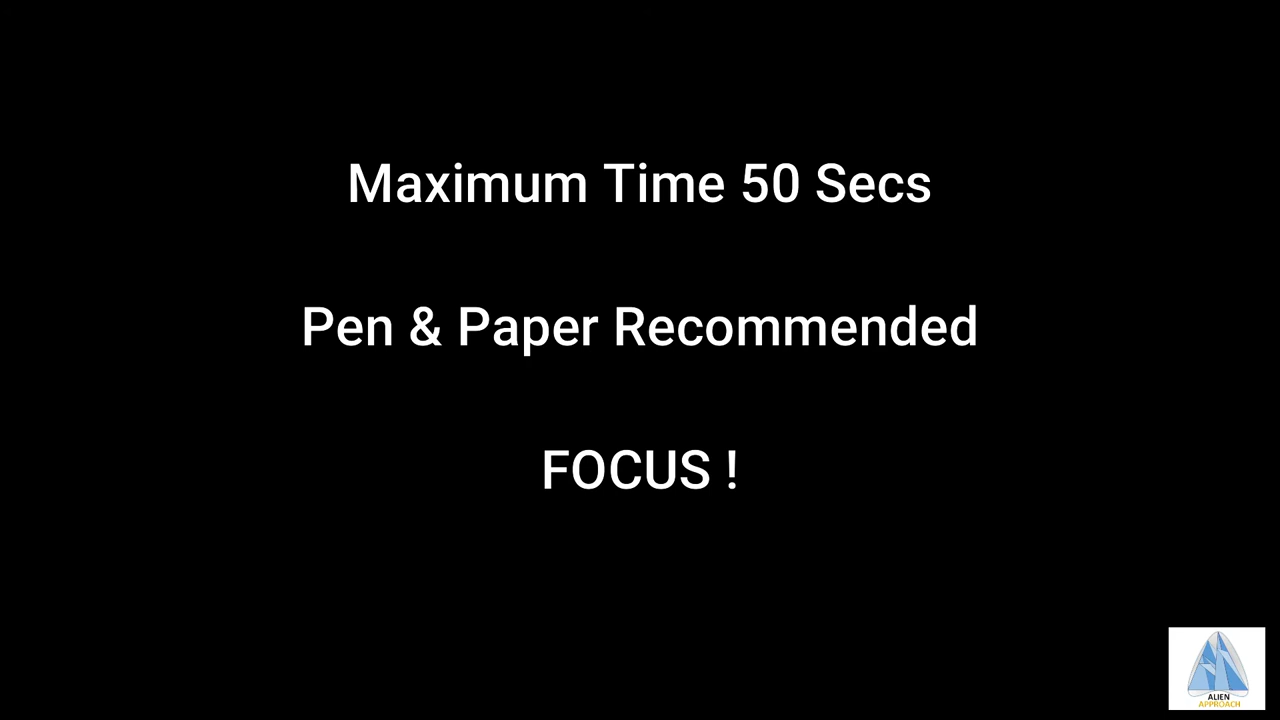 Maximum Time 50 Secs
Pen & Paper Recommended
FOCUS !
ALIEN
APPROACH